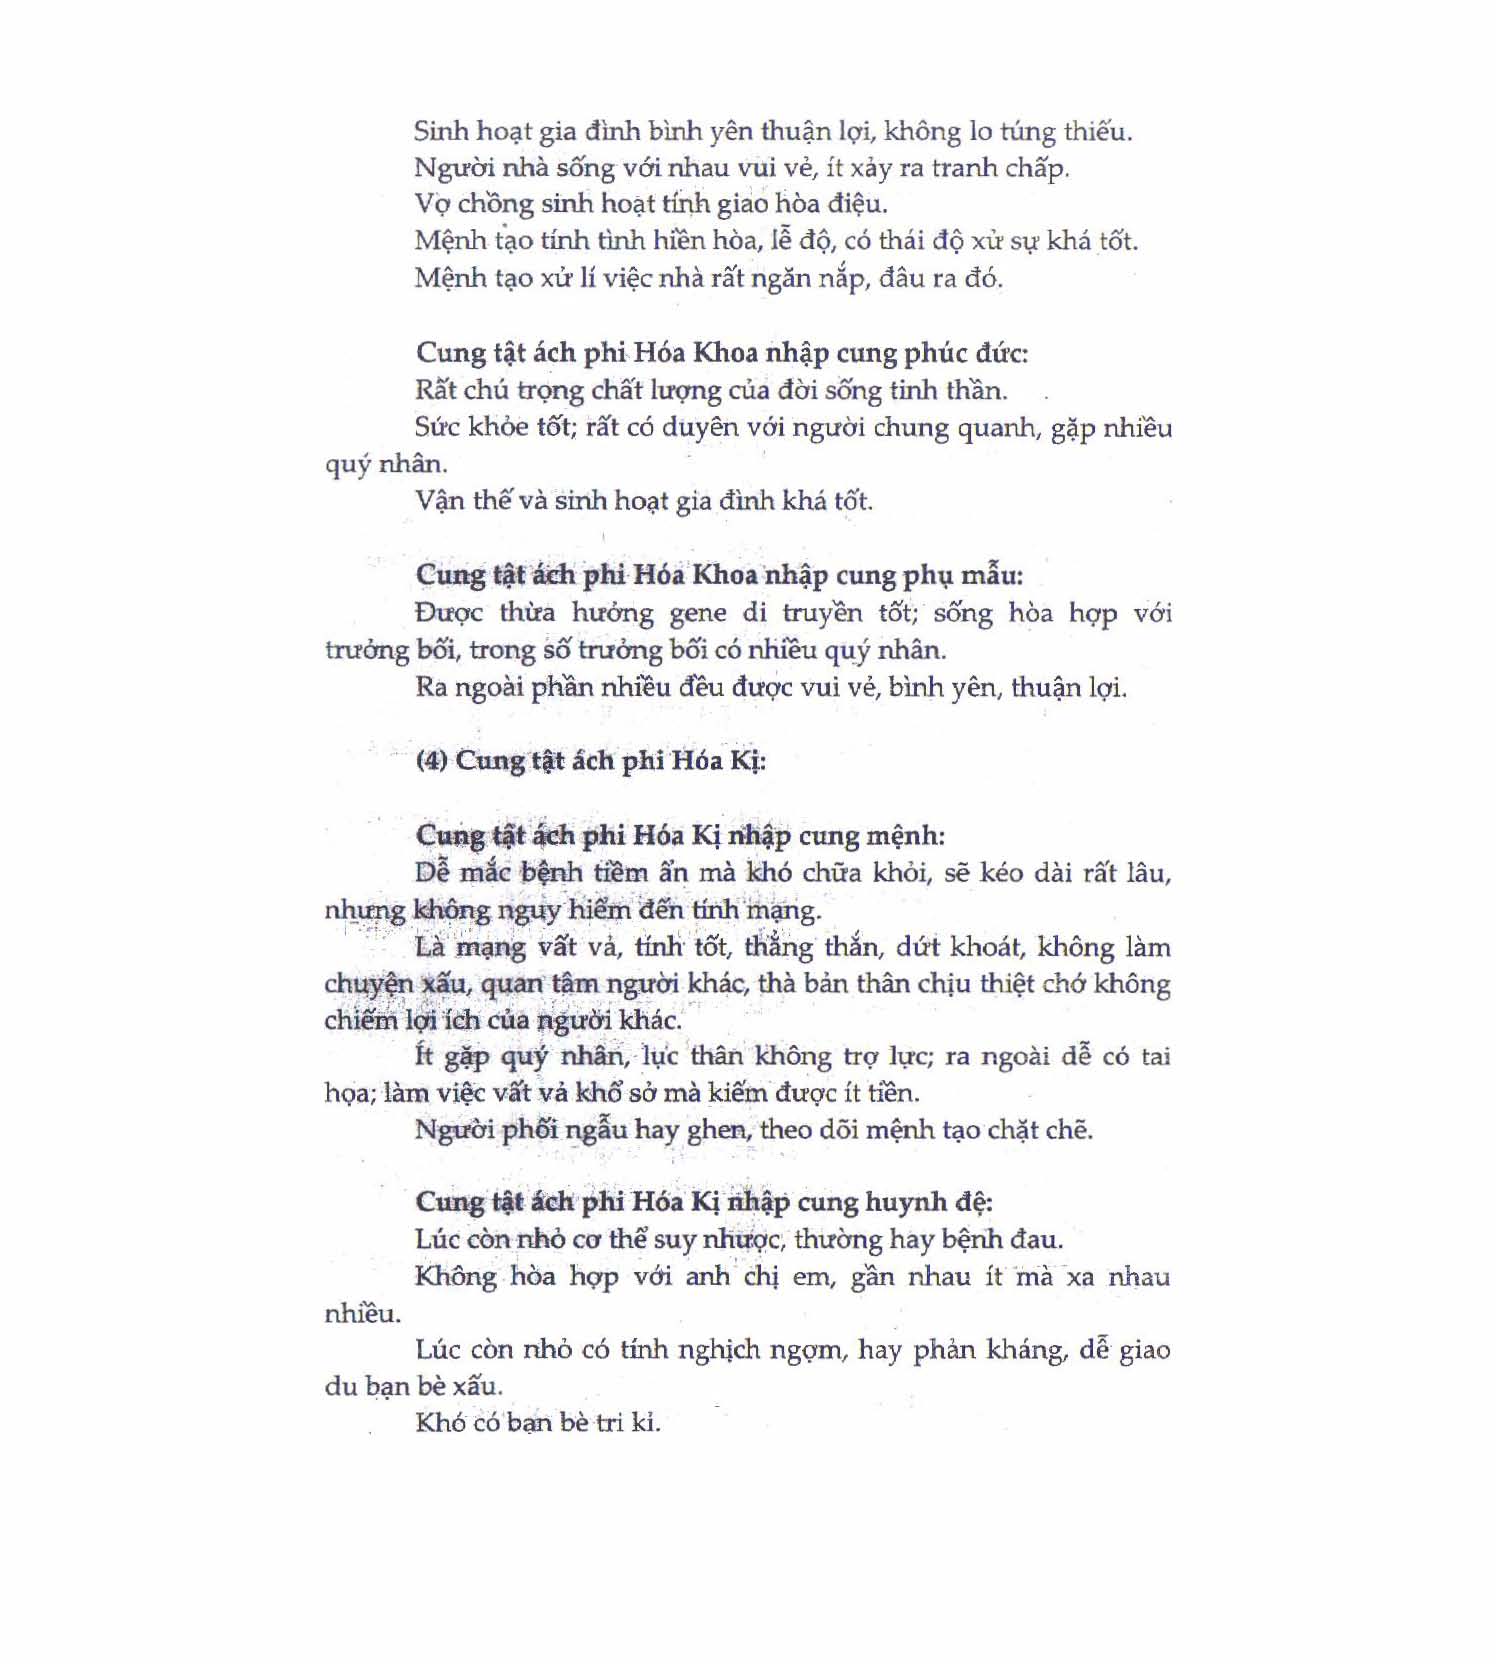 Sinh hoạt gia đình bình yên thuận lợi, không lo túng thiếu.
Người nhà sống với nhau vui vẻ, ít xảy ra tranh chấp.
Vợ chồng sinh hoạt tính giao hòa điệu.
Mệnh tạo tính tình hiền hòa, lễ độ, có thái độ xử sự khá tốt.
Mệnh tạo xử lí việc nhà rất ngăn nắp, đâu ra đó.
Cung tật ách phi Hóa Khoa nhập cung phúc đức:
Rất chú trọng chất lượng của đời sống tinh thần.
Sức khỏe tốt; rất có duyên với người chung quanh, gặp nhiều
quý nhân.
Vận thế và sinh hoạt gia đình khá tốt.
Cung tật ách phi Hóa Khoa nhập cung phụ mẫu:
Được thừa hưởng gene di truyền tốt; sống hòa hợp với
trưởng bối, trong số trưởng bối có nhiều quý nhân.
Ra ngoài phần nhiều đều được vui vẻ, bình yên, thuận lợi.
(4) Cung tật ách phi Hóa Kị:
Cung tật ách phi Hóa Kị nhập cung mệnh:
Dễ mắc bệnh tiềm ẩn mà khó chữa khỏi, sẽ kéo dài rất lâu,
nhưng không nguy hiểm đến tính mạng.
Là mạng vất vả, tính tốt, thẳng thắn, dứt khoát, không làm
chuyện xấu, quan tâm người khác, thà bản thân chịu thiệt chớ không
chiếm lợi ích của người khác.
Ít gặp quý nhân, lục thân không trợ lực; ra ngoài dễ có tai
họa; làm việc vất vả khổ sở mà kiếm được ít tiền.
Người phối ngẫu hay ghen, theo dõi mệnh tạo chặt chẽ.
Cung tật ách phi Hóa Kị nhập cung huynh đệ:
Lúc còn nhỏ cơ thể suy nhược, thường hay bệnh đau.
Không hòa hợp với anh chị em, gần nhau ít mà xa nhau
nhiều.
Lúc còn nhỏ có tính nghịch ngợm, hay phản kháng, dễ giao
du bạn bè xấu.
Khó có bạn bè tri kỉ.